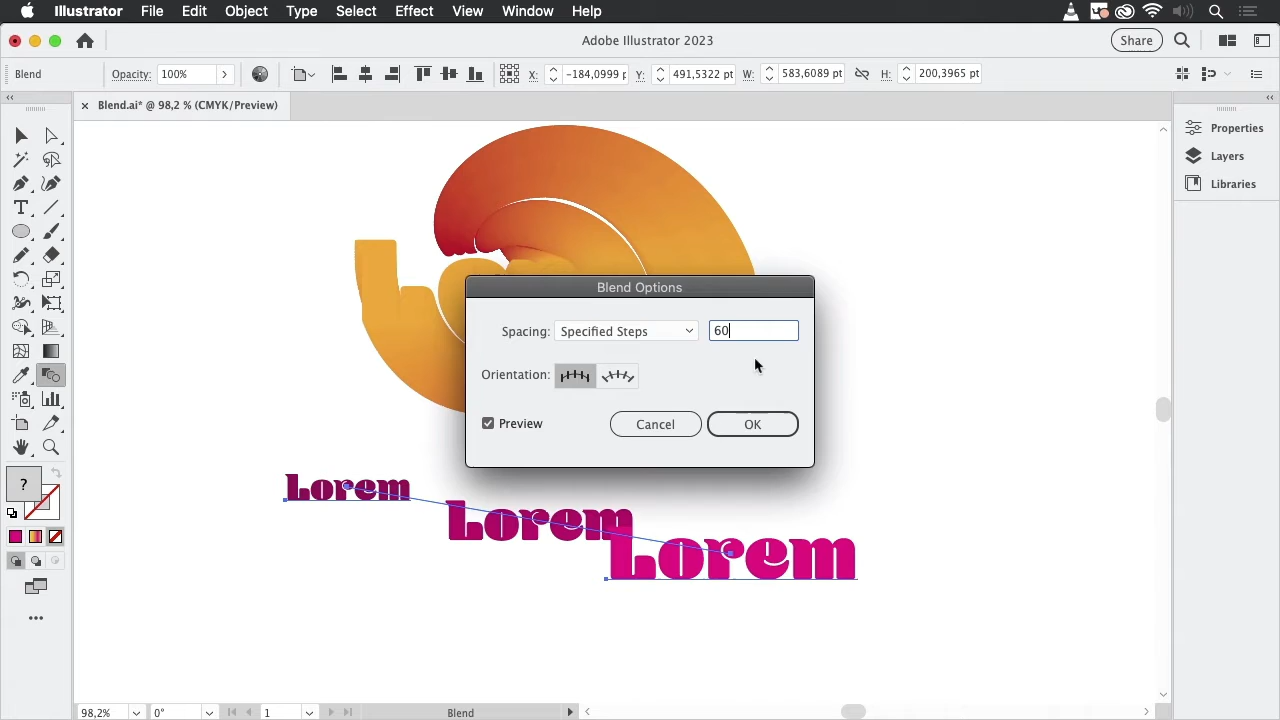 Illustrator File Edit Object Type Select Effect View Window Help
Adobe Illustrator 2023
Share
Blend
Opacity: 100%
X: -184,0999 p
Y: 491,5322 pt
W: 583,6089 pt
H: 200,3965 pt
Blend.ai* @ 98,2 % (CMYK/Preview)
Properties
Layers
Libraries
Blend Options
Spacing: Specified Steps 60
Orientation:
Preview
Cancel
OK
?
Lorem
Lorem
Lorem
98,2% 0° 1 Blend